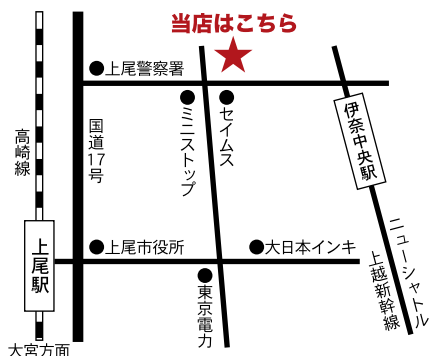 当店はこちら
上尾警察署
ミニストップ
セイムス
伊奈中央駅
高崎線
国道17号
上尾市役所
大日本インキ
上尾駅
東京電力
ニューシャトル
上越新幹線
大宮方面